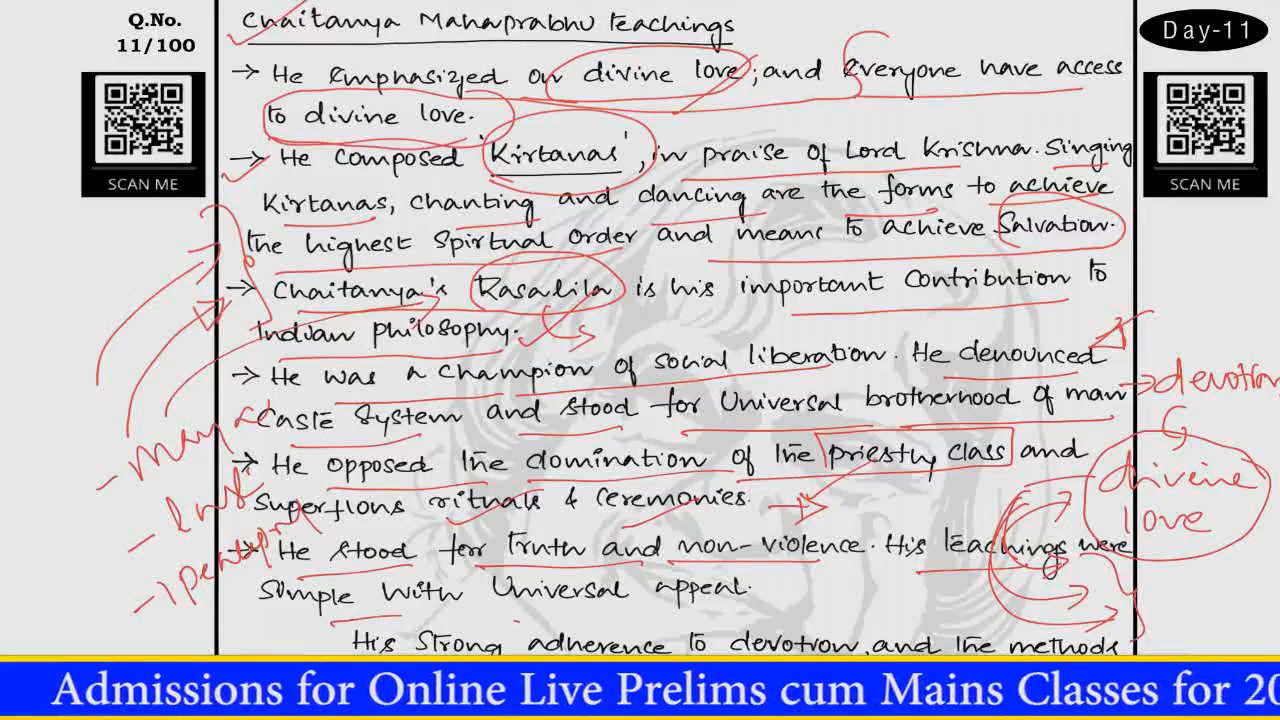 Q.No.
11/100
Day-11
SCAN ME
SCAN ME
Chaitanya Mahaprabhu teachings
→ He emphasized on divine love, and everyone have access
to divine love.
→ He composed 'Kirtanas', in praise of Lord Krishna. Singing
Kirtanas, chanting and dancing are the forms to achieve
the highest Spirtual order and means to achieve Salvation.
→ Chaitanya's Rasalila is his important contribution to
Indian philosophy.
→ He was a champion of social liberation. He denounced
Caste System and stood for Universal brotherhood of man
→ He opposed the domination of the priestly class and
rituals & ceremonies.
→ He stood for truth and non-violence. His teachings were
Simple with Universal appeal.
His strong adherence to devotion, and the methods
→ devotion
divine
love
Admissions for Online Live Prelims cum Mains Classes for 20